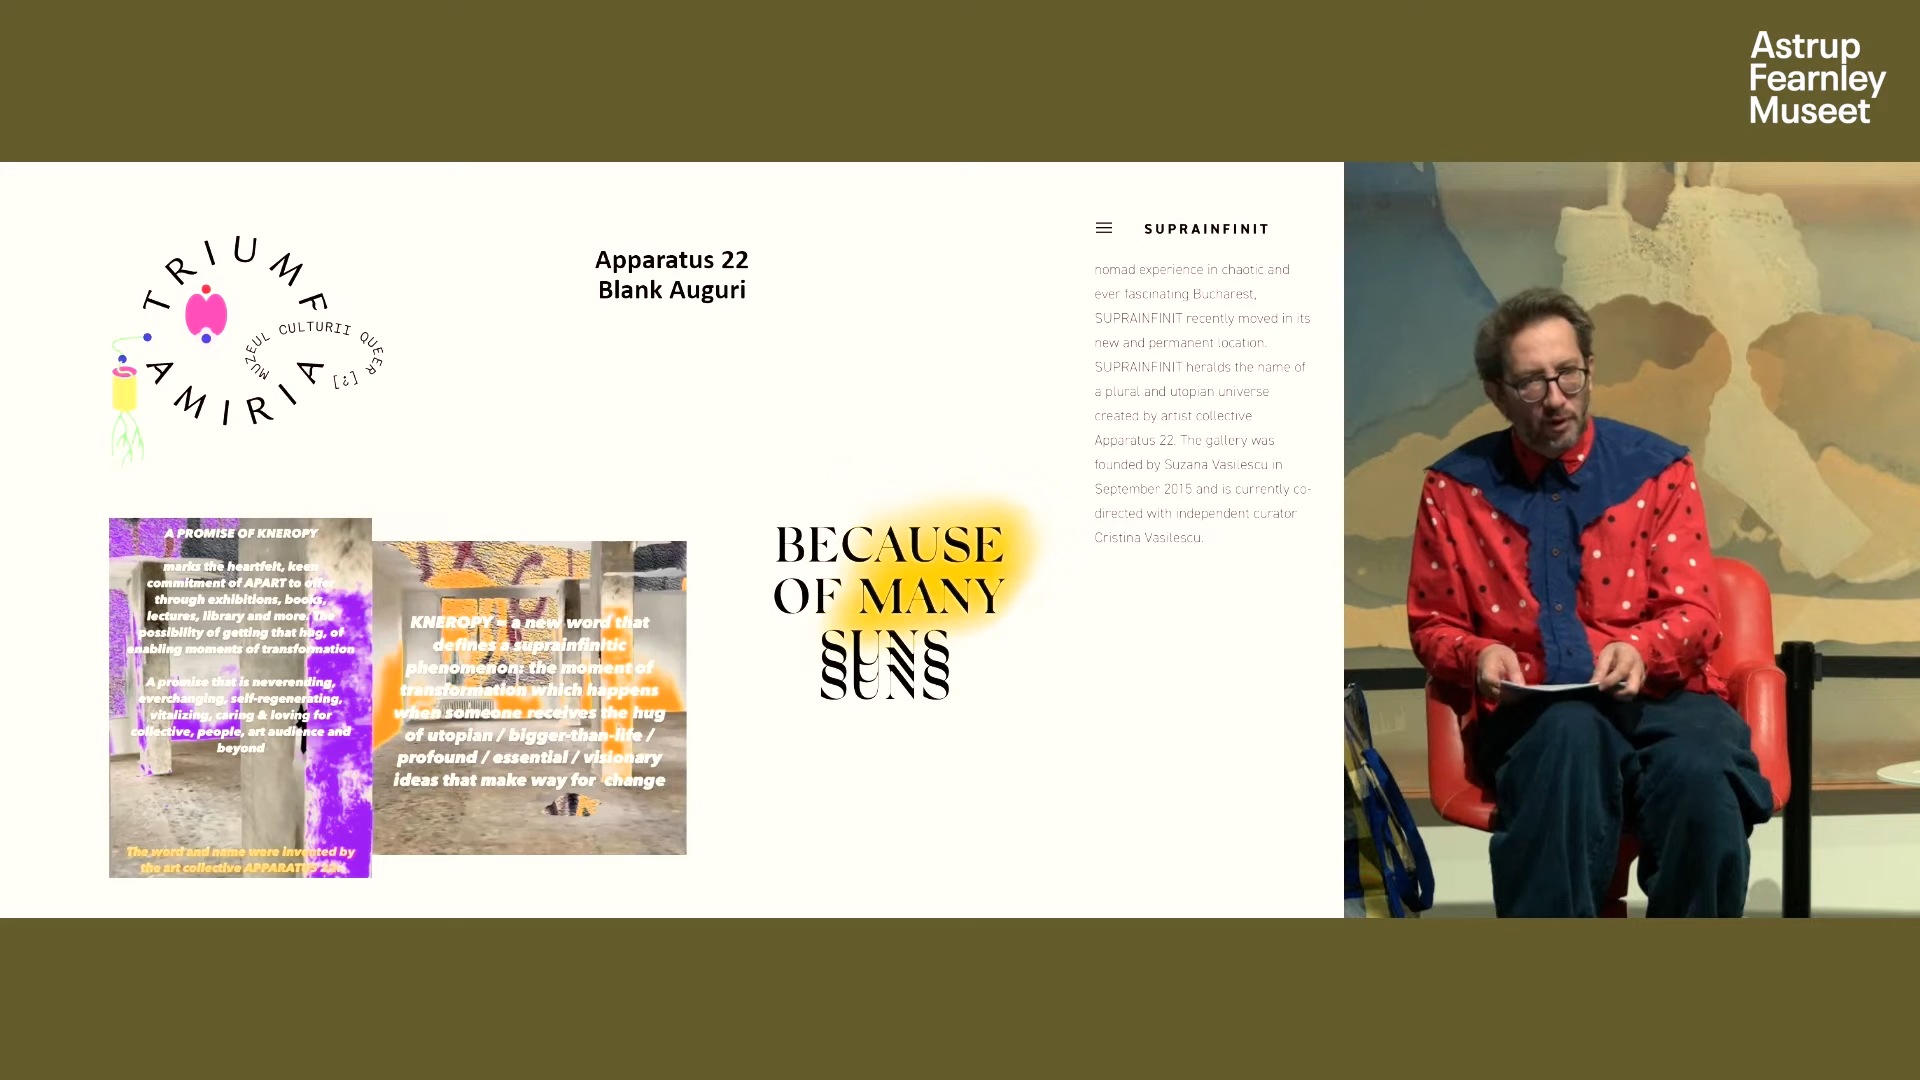 Astrup
Fearnley
Museet
TRIUMF
AMIRIA
MUZEUL CULTURII QUEER [?]
Apparatus 22
Blank Auguri
SUPRAINFINIT
nomad experience in chaotic and
ever fascinating Bucharest,
SUPRAINFINIT recently moved in its
new and permanent location.
SUPRAINFINIT heralds the name of
a plural and utopian universe
created by artist collective
Apparatus 22. The gallery was
founded by Suzana Vasilescu in
September 2015 and is currently co-
directed with independent curator
Cristina Vasilescu.
A PROMISE OF KNEROPY
marks the heartfelt, keen
commitment of APART to offer
through exhibitions, books,
lectures, library and more. The
possibility of getting that hug, of
enabling moments of transformation
A promise that is neverending,
everchanging, self-regenerating,
vitalizing, caring & loving for
collective, people, art audience and
beyond
The word and name were invented by
the art collective APPARATUS 22.
KNEROPY = a new word that
defines a suprainfinitic
phenomenon: the moment of
transformation which happens
when someone receives the hug
of utopian / bigger-than-life /
profound / essential / visionary
ideas that make way for change
BECAUSE
OF MANY
SUNS